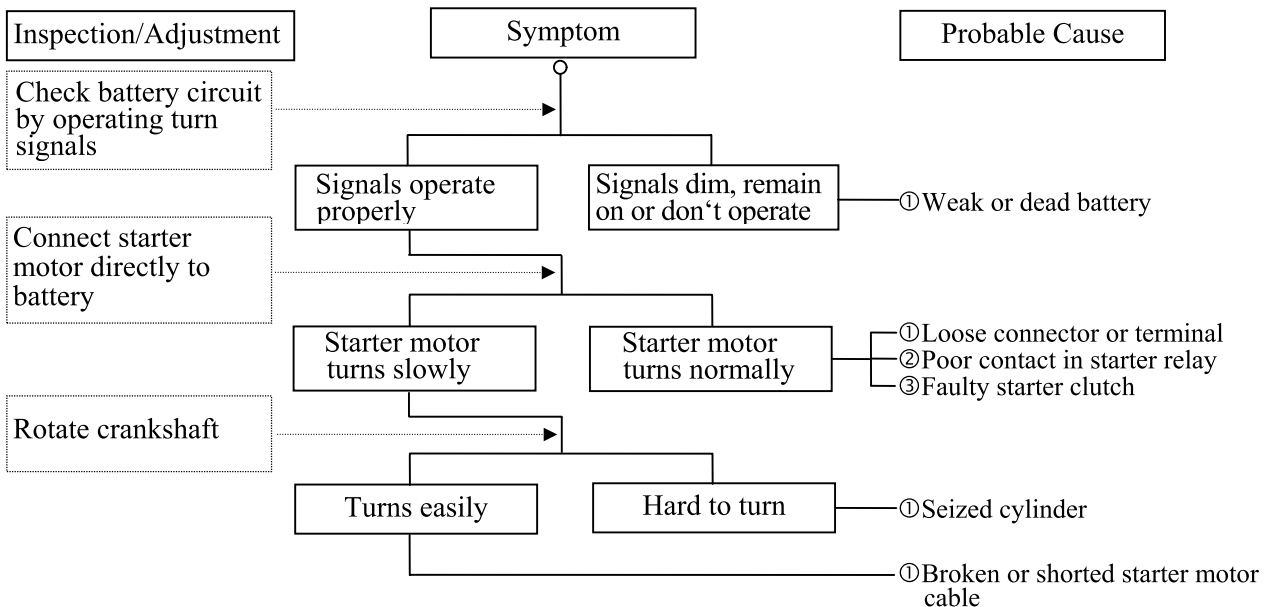 Inspection/Adjustment
Symptom
Probable Cause
Check battery circuit
by operating turn
signals
Signals operate
properly
Signals dim, remain
on or don‘t operate
①Weak or dead battery
Connect starter
motor directly to
battery
Starter motor
turns slowly
Starter motor
turns normally
①Loose connector or terminal
②Poor contact in starter relay
③Faulty starter clutch
Rotate crankshaft
Turns easily
Hard to turn
①Seized cylinder
①Broken or shorted starter motor
cable